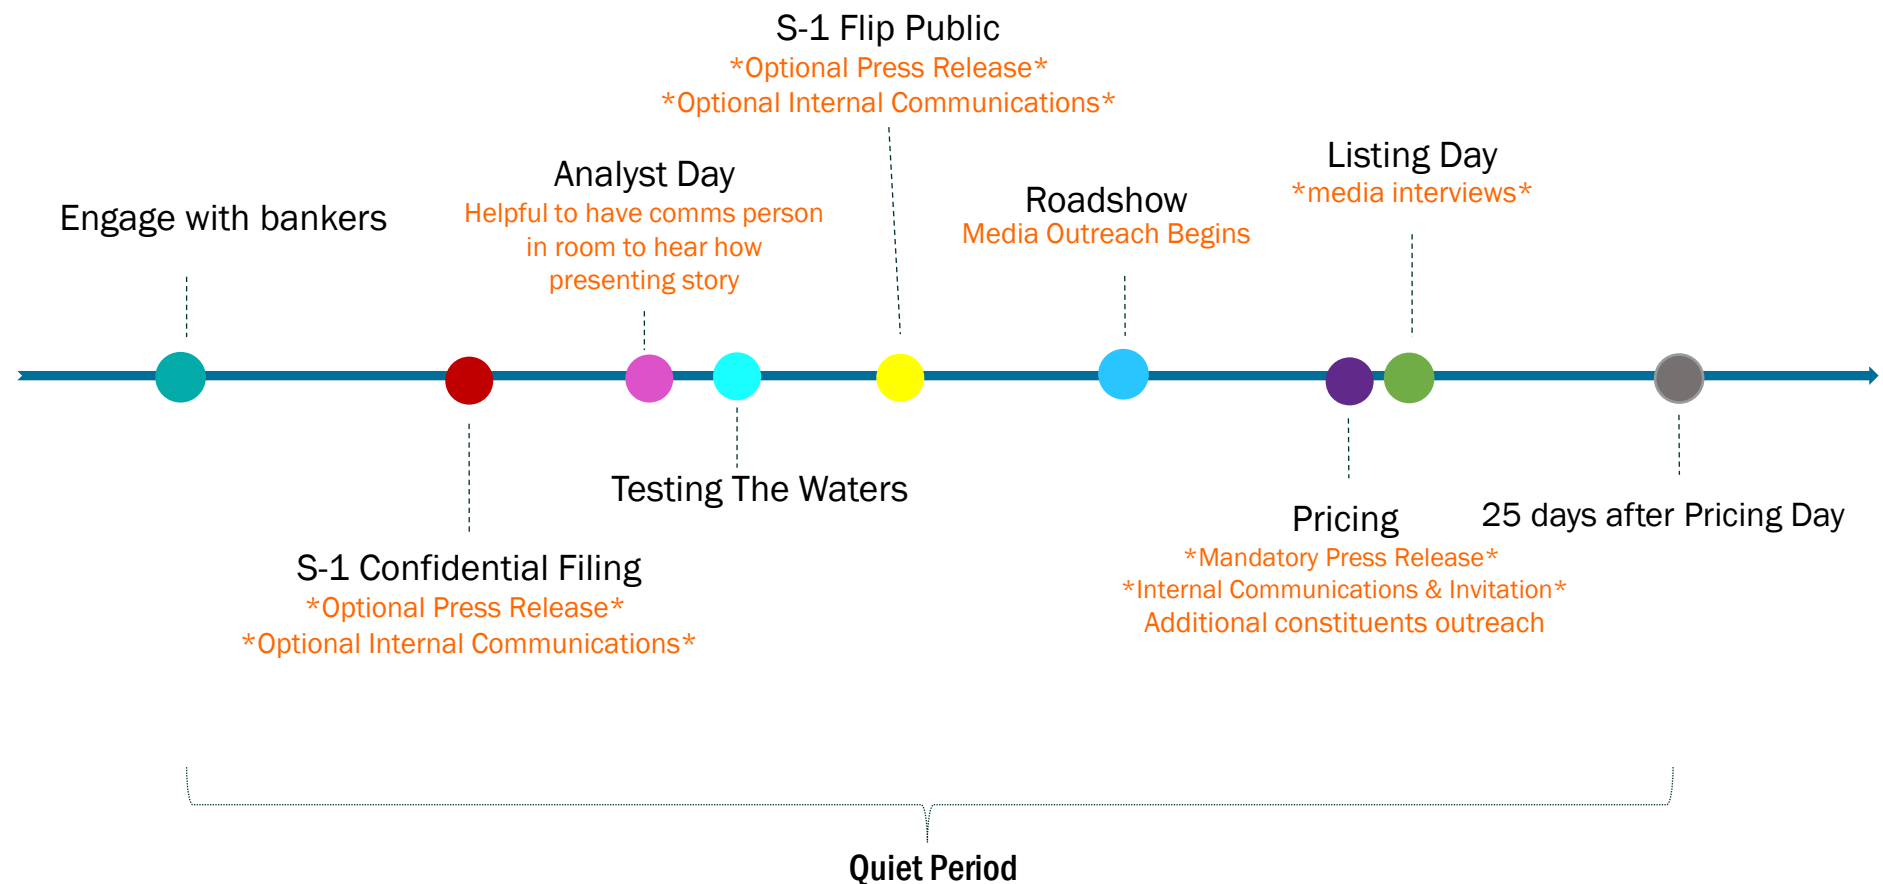 S-1 Flip Public
*Optional Press Release*
*Optional Internal Communications*
Engage with bankers
Analyst Day
Helpful to have comms person
in room to hear how
presenting story
Roadshow
Media Outreach Begins
Listing Day
*media interviews*
S-1 Confidential Filing
*Optional Press Release*
*Optional Internal Communications*
Testing The Waters
Pricing
*Mandatory Press Release*
*Internal Communications & Invitation*
Additional constituents outreach
25 days after Pricing Day
Quiet Period